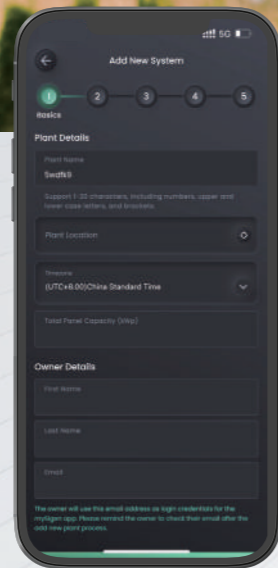 5G
Add New System
1 2 3 4 5
Basics
Plant Details
Plant Name
Swatk8
Support 1-30 characters, including numbers, upper and
lower case letters, and brackets.
Plant Location
Timezone
(UTC+8.00)China Standard Time
Total Panel Capacity (kWp)
Owner Details
First Name
Last Name
Email
The owner will use this email address as login credentials for the
mySigen app. Please remind the owner to check their email after the
add new plant process.